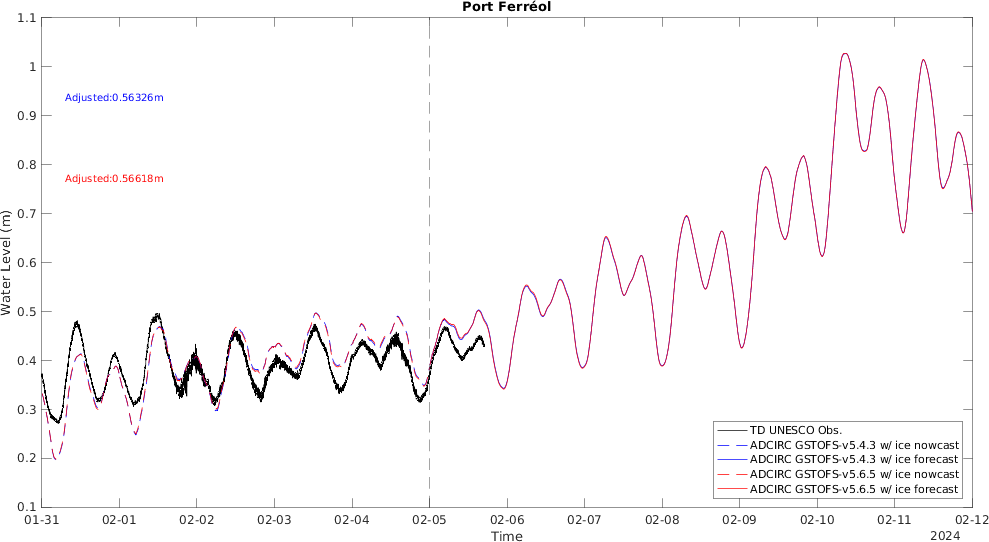 Port Ferréol
1.1
1
0.9
0.8
0.7
0.6
0.5
0.4
0.3
0.2
0.1
Water Level (m)
Adjusted:0.56326m
Adjusted:0.56618m
TD UNESCO Obs.
ADCIRC GSTOFS-v5.4.3 w/ ice nowcast
ADCIRC GSTOFS-v5.4.3 w/ ice forecast
ADCIRC GSTOFS-v5.6.5 w/ ice nowcast
ADCIRC GSTOFS-v5.6.5 w/ ice forecast
01-31 02-01 02-02 02-03 02-04 02-05 02-06 02-07 02-08 02-09 02-10 02-11 02-12
Time
2024